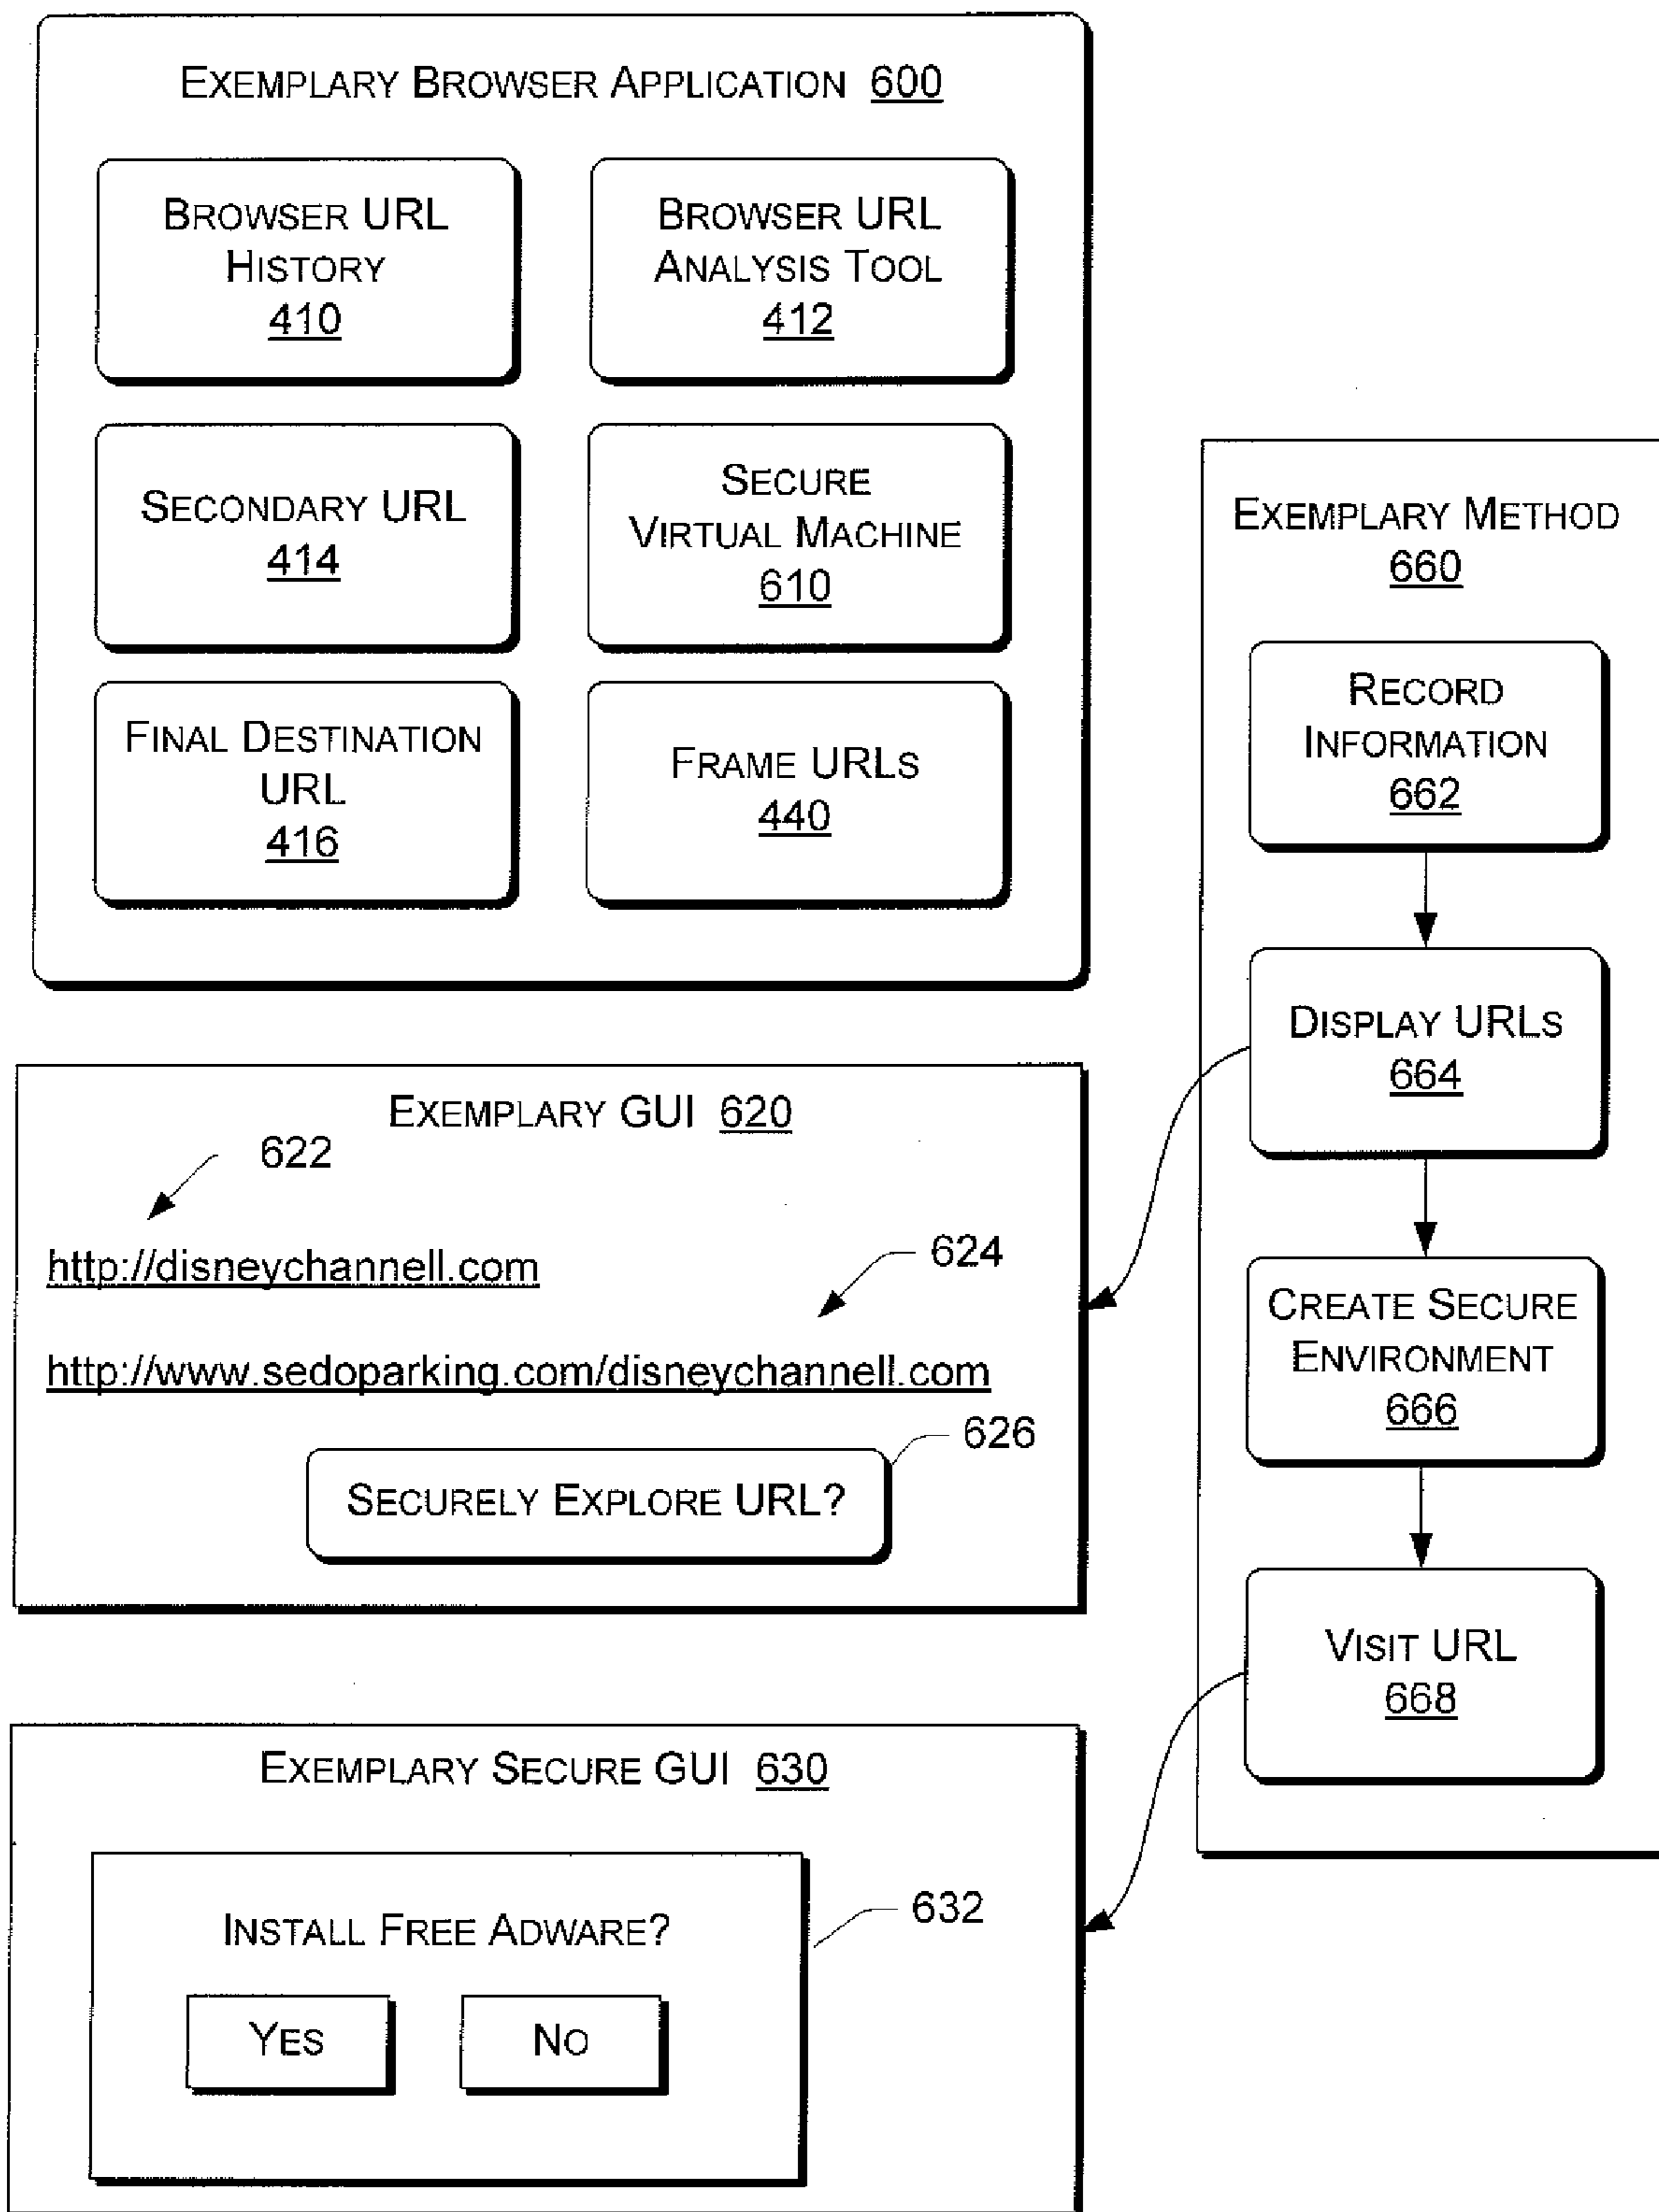 EXEMPLARY BROWSER APPLICATION 600
BROWSER URL
HISTORY
410
BROWSER URL
ANALYSIS TOOL
412
SECONDARY URL
414
SECURE
VIRTUAL MACHINE
610
FINAL DESTINATION
URL
416
FRAME URLS
440
EXEMPLARY GUI 620
622
http://disneychannell.com
624
http://www.sedoparking.com/disneychannell.com
626
SECURELY EXPLORE URL?
EXEMPLARY SECURE GUI 630
632
INSTALL FREE ADWARE?
YES
NO
EXEMPLARY METHOD
660
RECORD
INFORMATION
662
DISPLAY URLS
664
CREATE SECURE
ENVIRONMENT
666
VISIT URL
668